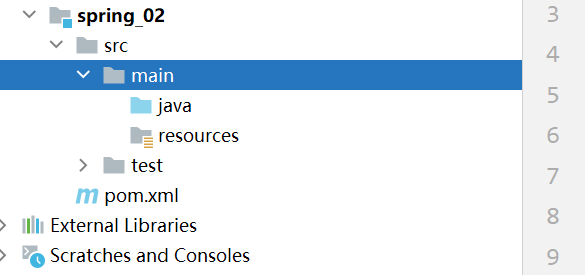 spring_02
src
main
java
resources
test
m pom.xml
External Libraries
Scratches and Consoles
3
4
5
6
7
8
9